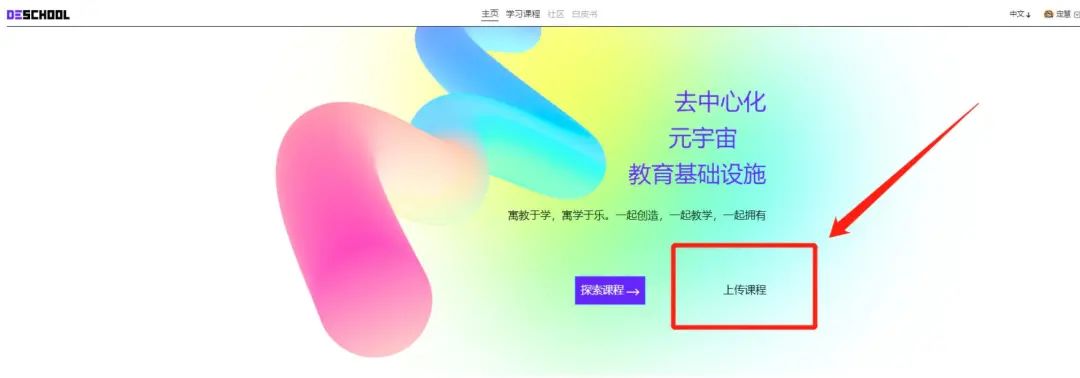 DESCHOOL
主页 学习课程 社区 白皮书
中文↓ 定慧
去中心化
元宇宙
教育基础设施
寓教于学，寓学于乐。一起创造，一起教学，一起拥有
探索课程→ 上传课程